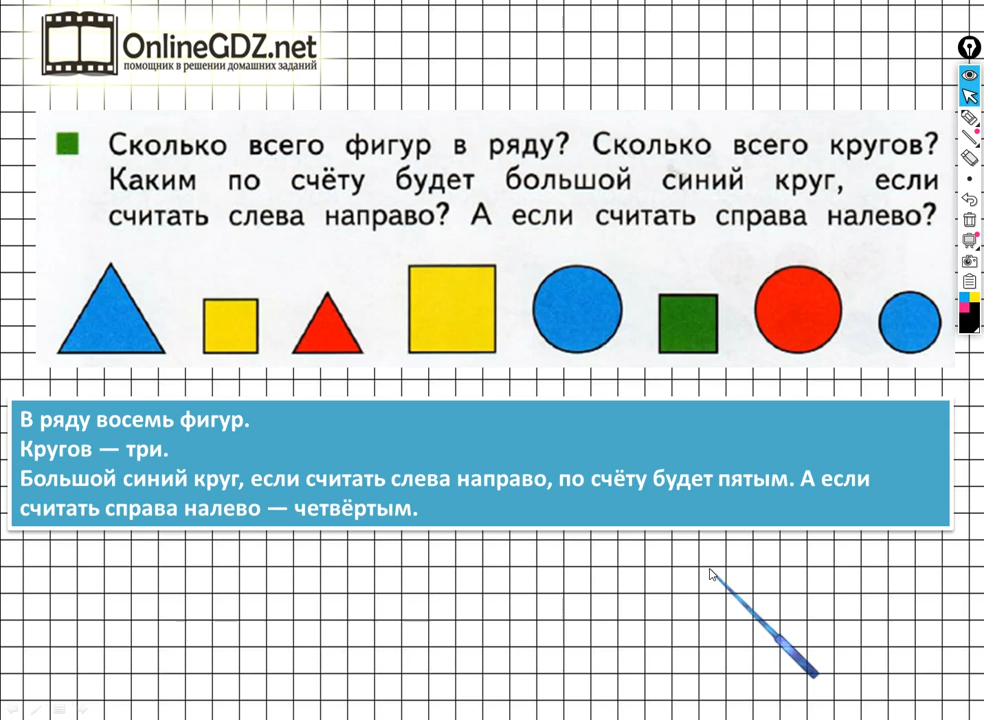 OnlineGDZ.net
помощник в решении домашних заданий
Сколько всего фигур в ряду? Сколько всего кругов?
Каким по счёту будет большой синий круг, если
считать слева направо? А если считать справа налево?
В ряду восемь фигур.
Кругов — три.
Большой синий круг, если считать слева направо, по счёту будет пятым. А если
считать справа налево — четвёртым.